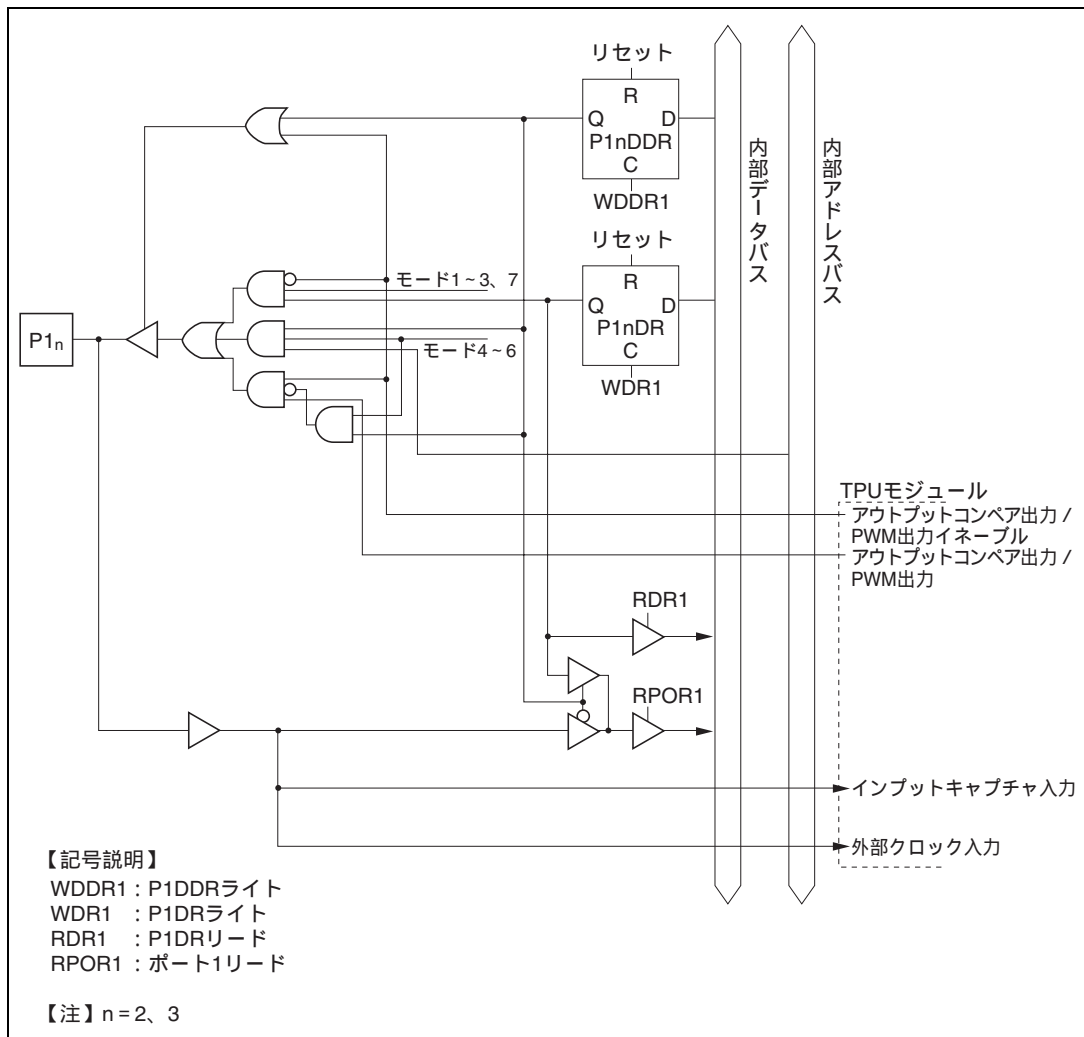 リセット
R
Q D
P1nDDR
C
WDDR1
リセット
R
Q D
P1nDR
C
WDR1
内部データバス
内部アドレスバス
モード1~3、7
P1n
モード4~6
TPUモジュール
アウトプットコンペア出力 /
PWM出力イネーブル
アウトプットコンペア出力 /
PWM出力
RDR1
RPOR1
インプットキャプチャ入力
外部クロック入力
【記号説明】
WDDR1 : P1DDRライト
WDR1 : P1DRライト
RDR1 : P1DRリード
RPOR1 : ポート1リード
【注】n = 2、3